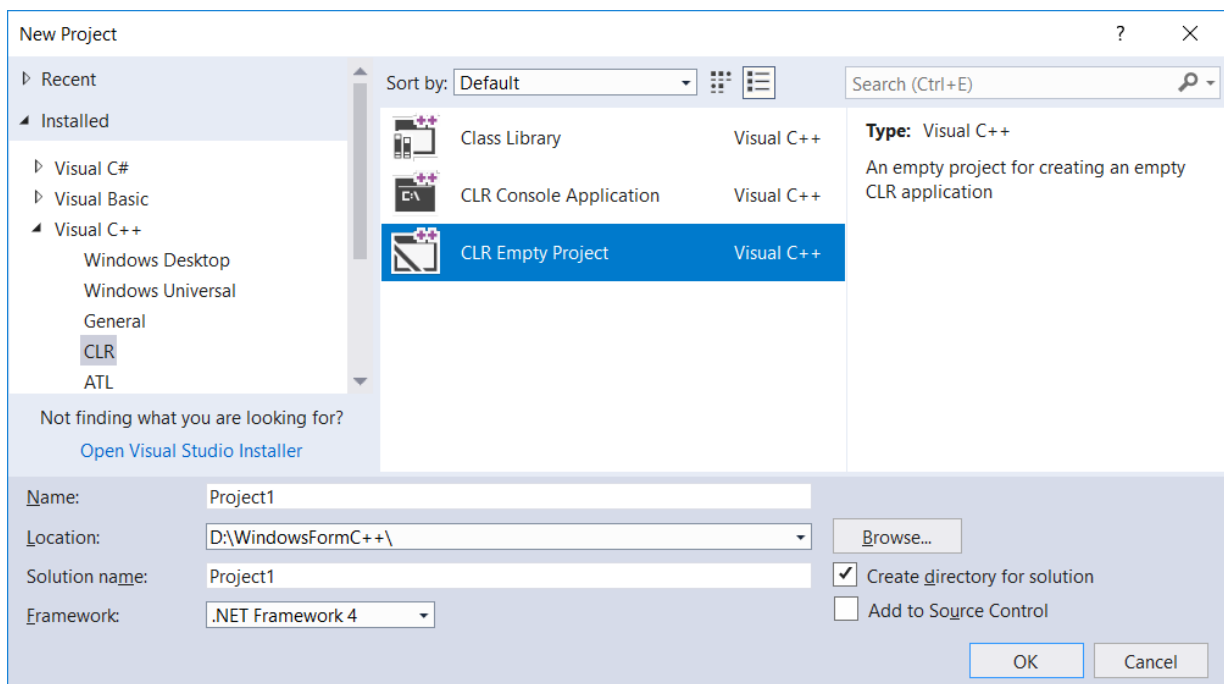 New Project
? 
Recent
Installed
Visual C#
Visual Basic
Visual C++
Windows Desktop
Windows Universal
General
CLR
ATL
Not finding what you are looking for?
Open Visual Studio Installer
Sort by: Default
Class Library Visual C++
CLR Console Application Visual C++
CLR Empty Project Visual C++
Search (Ctrl+E)
Type: Visual C++
An empty project for creating an empty
CLR application
Name: Project1
Location: D:\WindowsFormC++\
Browse...
Solution name: Project1
Create directory for solution
Framework: .NET Framework 4
Add to Source Control
OK Cancel